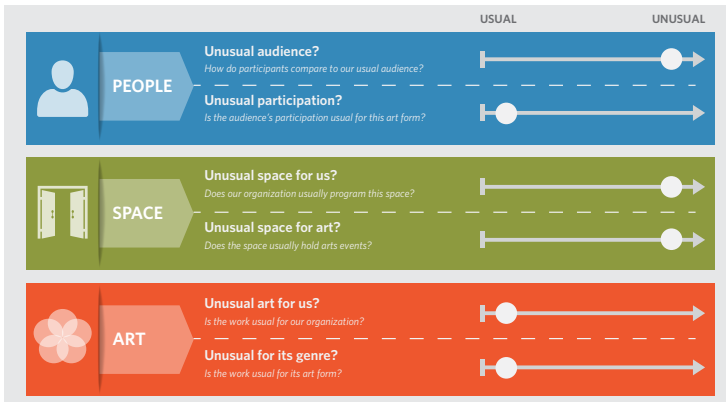 USUAL
UNUSUAL
PEOPLE
Unusual audience?
How do participants compare to our usual audience?
Unusual participation?
Is the audience's participation usual for this art form?
SPACE
Unusual space for us?
Does our organization usually program this space?
Unusual space for art?
Does the space usually hold arts events?
ART
Unusual art for us?
Is the work usual for our organization?
Unusual for its genre?
Is the work usual for its art form?